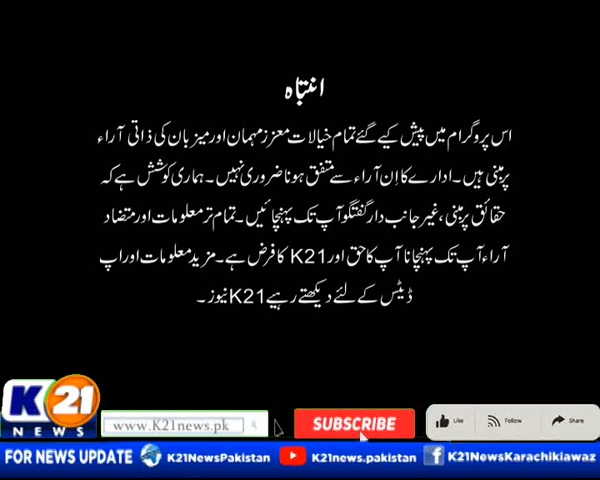 انتباہ
اس پروگرام میں پیش کیے گئے تمام خیالات معزز مہمان اور میزبان کی ذاتی آراء
پر مبنی ہیں۔ ادارے کا اِن آراء سے متفق ہونا ضروری نہیں۔ ہماری کوشش ہے کہ
حقائق پر مبنی، غیر جانب دار گفتگو آپ تک پہنچائیں۔ تمام تر معلومات اور متضاد
آراء آپ تک پہنچانا آپ کا حق اور K21 کا فرض ہے۔ مزید معلومات اور اپ
ڈیٹس کے لئے دیکھتے رہیے K21 نیوز۔
K21
NEWS
www.K21news.pk
SUBSCRIBE
Like
Follow
Share
FOR NEWS UPDATE K21NewsPakistan K21news.pakistan K21NewsKarachikiawaz